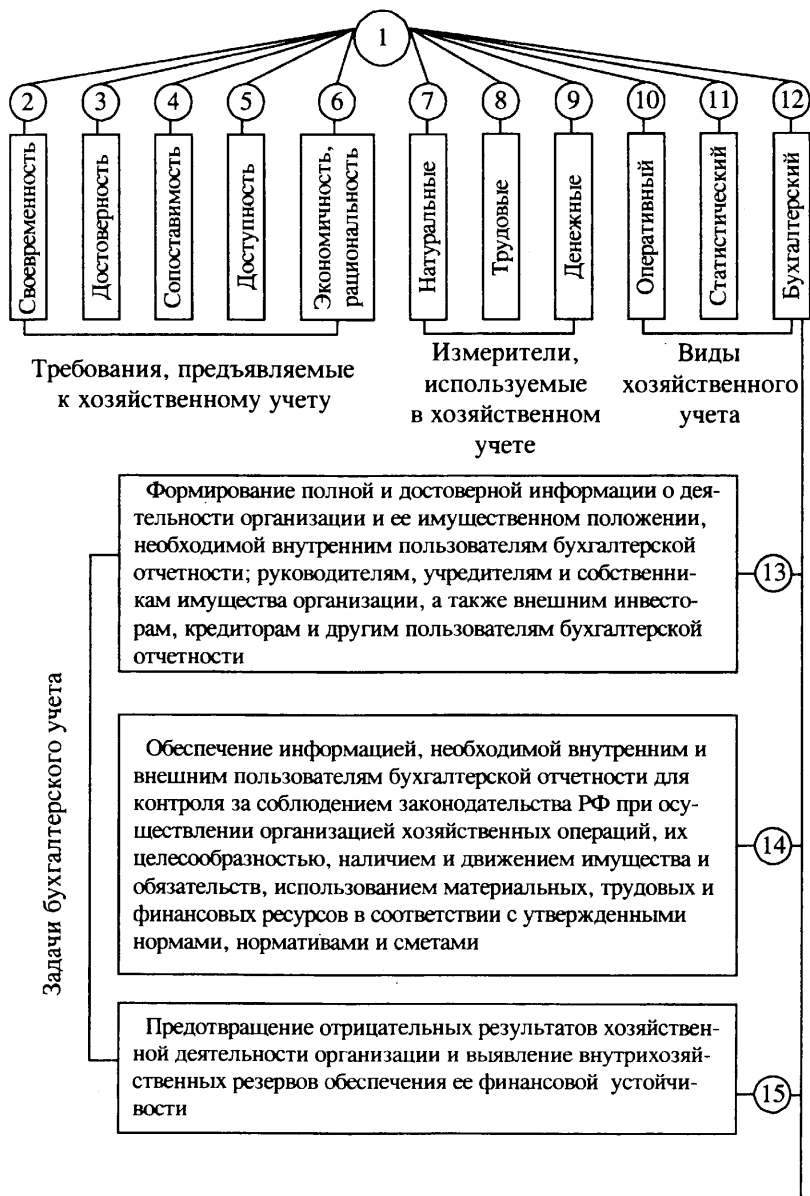 1
2
3
4
5
6
7
8
9
10
11
12
Своевременность
Достоверность
Сопоставимость
Доступность
Экономичность,
рациональность
Натуральные
Трудовые
Денежные
Оперативный
Статистический
Бухгалтерский
Требования, предъявляемые
к хозяйственному учету
Измерители,
используемые
в хозяйственном
учете
Виды
хозяйственного
учета
Задачи бухгалтерского учета
Формирование полной и достоверной информации о дея-
тельности организации и ее имущественном положении,
необходимой внутренним пользователям бухгалтерской
отчетности; руководителям, учредителям и собственни-
кам имущества организации, а также внешним инвесто-
рам, кредиторам и другим пользователям бухгалтерской
отчетности
13
Обеспечение информацией, необходимой внутренним и
внешним пользователям бухгалтерской отчетности для
контроля за соблюдением законодательства РФ при осу-
ществлении организацией хозяйственных операций, их
целесообразностью, наличием и движением имущества и
обязательств, использованием материальных, трудовых и
финансовых ресурсов в соответствии с утвержденными
нормами, нормативами и сметами
14
Предотвращение отрицательных результатов хозяйствен-
ной деятельности организации и выявление внутрихозяй-
ственных резервов обеспечения ее финансовой устойчи-
вости
15